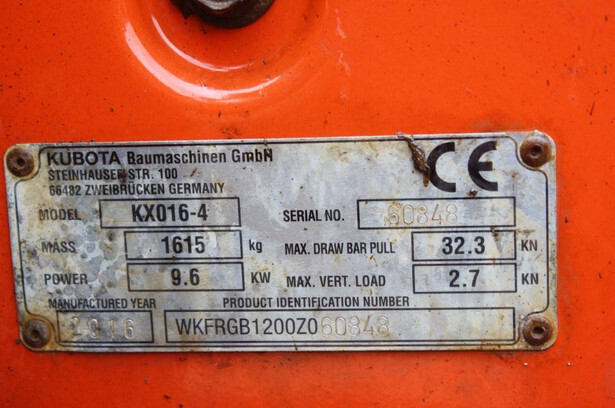 KUBOTA Baumaschinen GmbH
STEINHAUSER STR. 100
66482 ZWEIBRÜCKEN GERMANY
CE
MODEL KX016-4 SERIAL NO. 60848
MASS 1615 kg MAX. DRAW BAR PULL 32.3 KN
POWER 9.6 KW MAX. VERT. LOAD 2.7 KN
MANUFACTURED YEAR PRODUCT IDENTIFICATION NUMBER
2016 WKFRGB1200Z060848